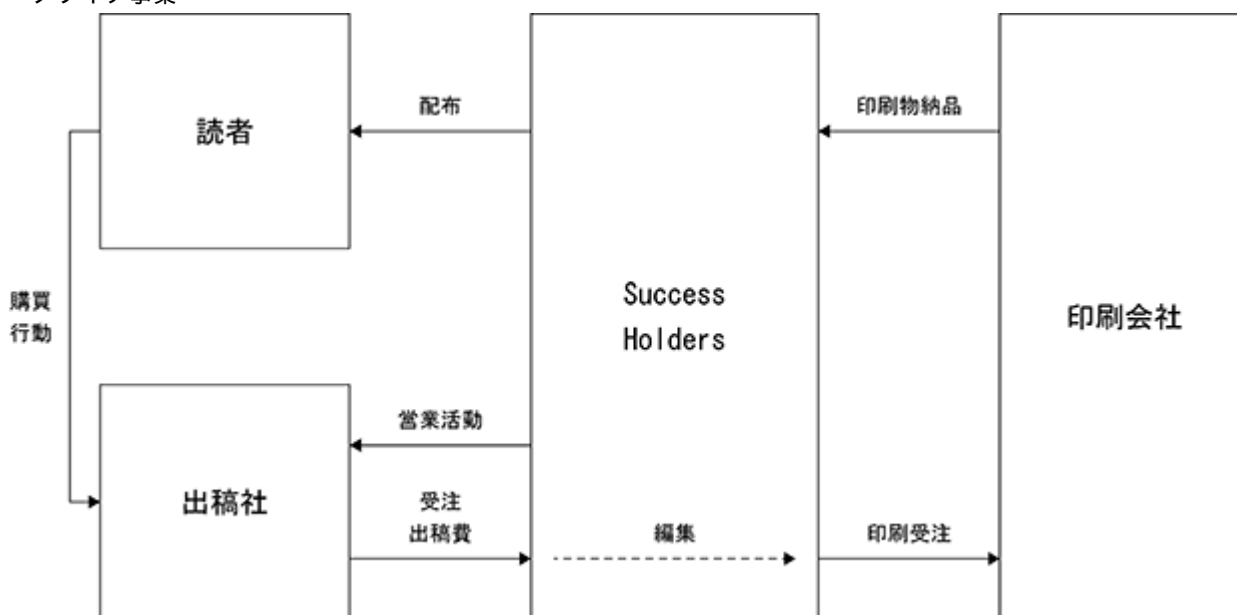 配布
印刷物納品
読者
Success
Holders
購買
行動
印刷会社
営業活動
出稿社
受注
出稿費
編集
印刷受注